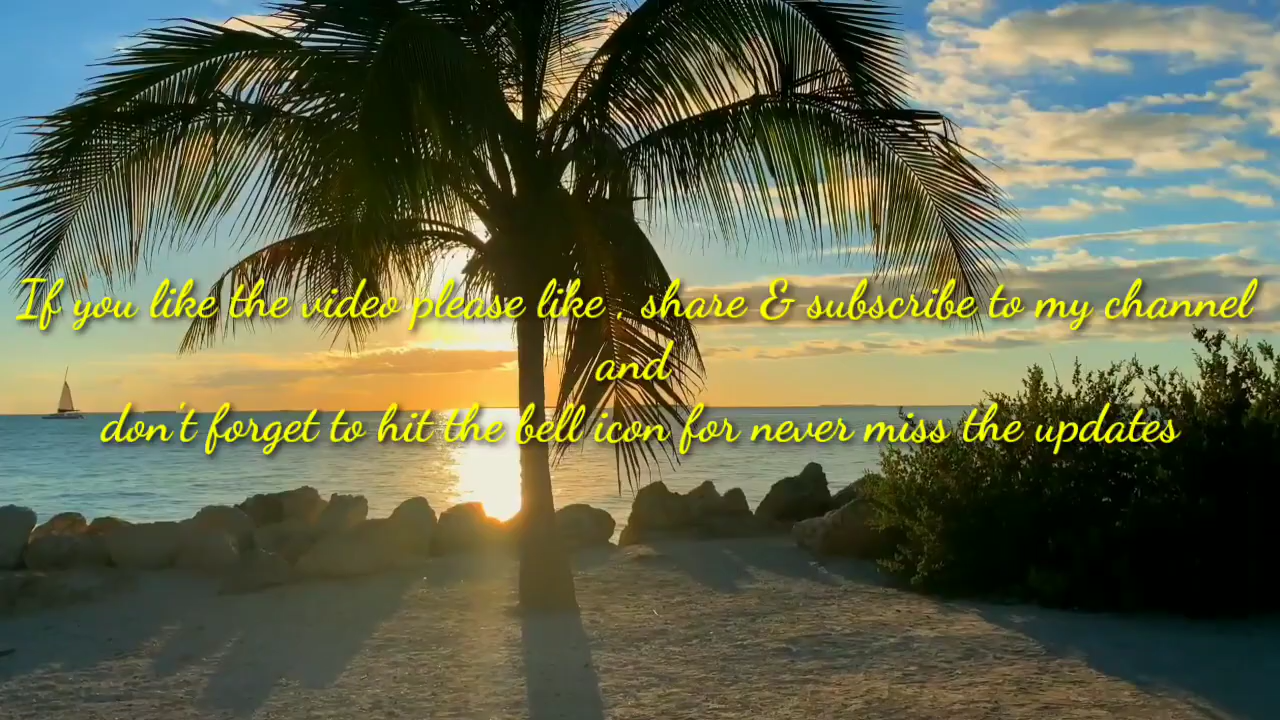 If you like the video please like , share & subscribe to my channel
and
don't forget to hit the bell icon for never miss the updates